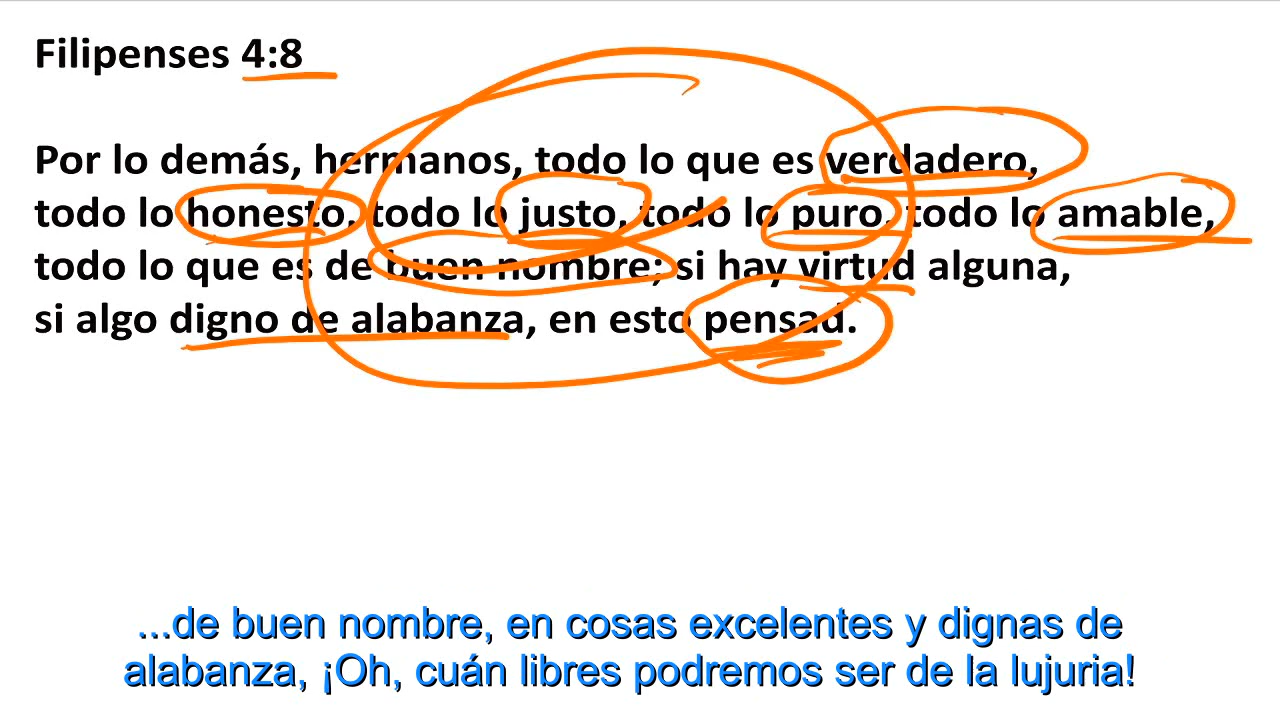 Filipenses 4:8
Por lo demás, hermanos, todo lo que es verdadero,
todo lo honesto, todo lo justo, todo lo puro, todo lo amable,
todo lo que es de buen nombre; si hay virtud alguna,
si algo digno de alabanza, en esto pensad.
...de buen nombre, en cosas excelentes y dignas de
alabanza, ¡Oh, cuán libres podremos ser de la lujuria!